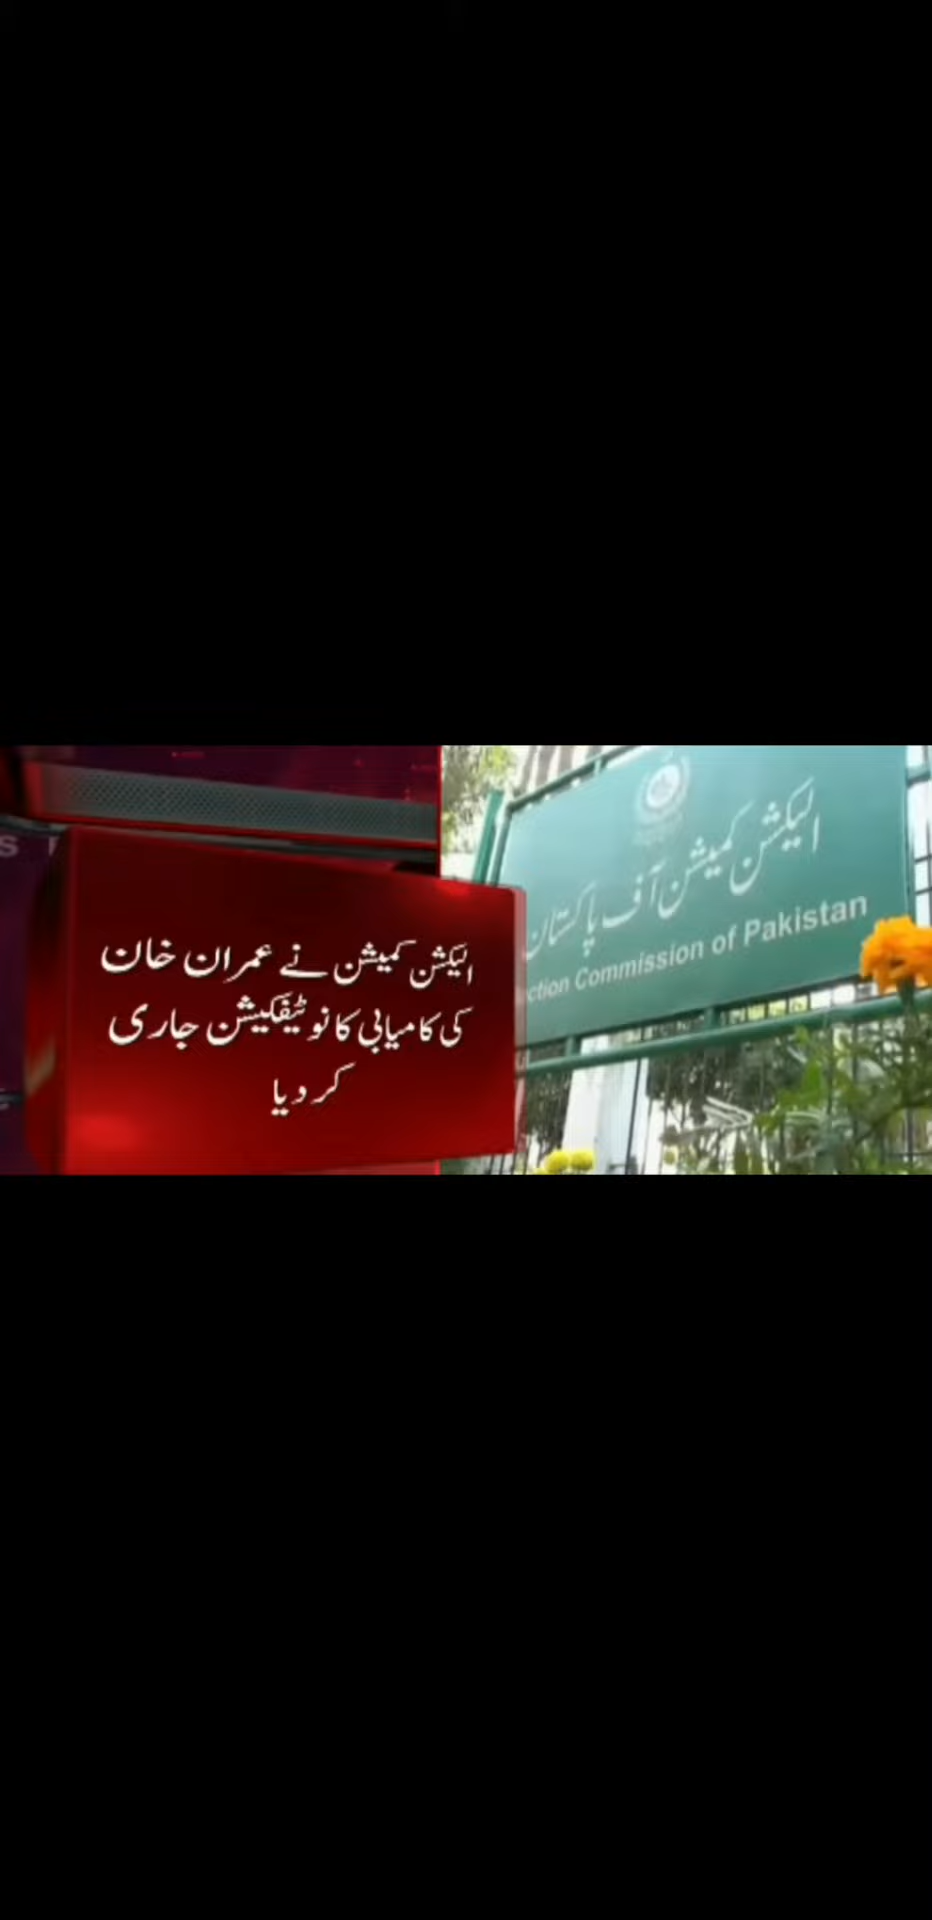 الیکشن کمیشن نے عمران خان
کی کامیابی کا نوٹیفکیشن جاری
کر دیا
الیکشن کمیشن آف پاکستان
ction Commission of Pakistan
S